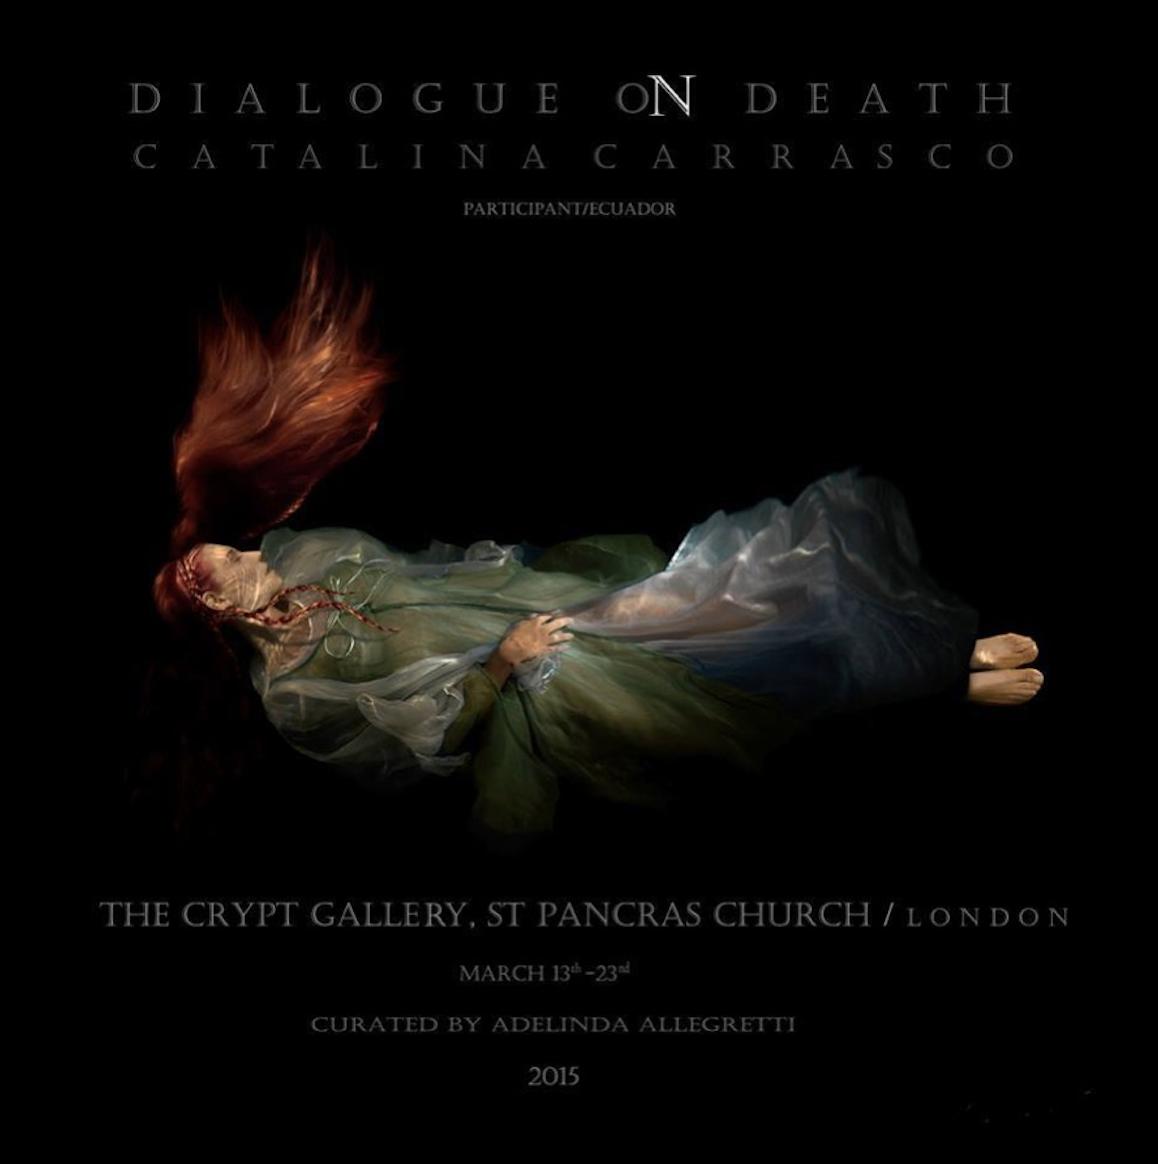 DIALOGUE ON DEATH
CATALINA CARRASCO
PARTICIPANT/ECUADOR
THE CRYPT GALLERY, ST PANCRAS CHURCH / LONDON
MARCH 13th-23nd
CURATED BY ADELINDA ALLEGRETTI
2015